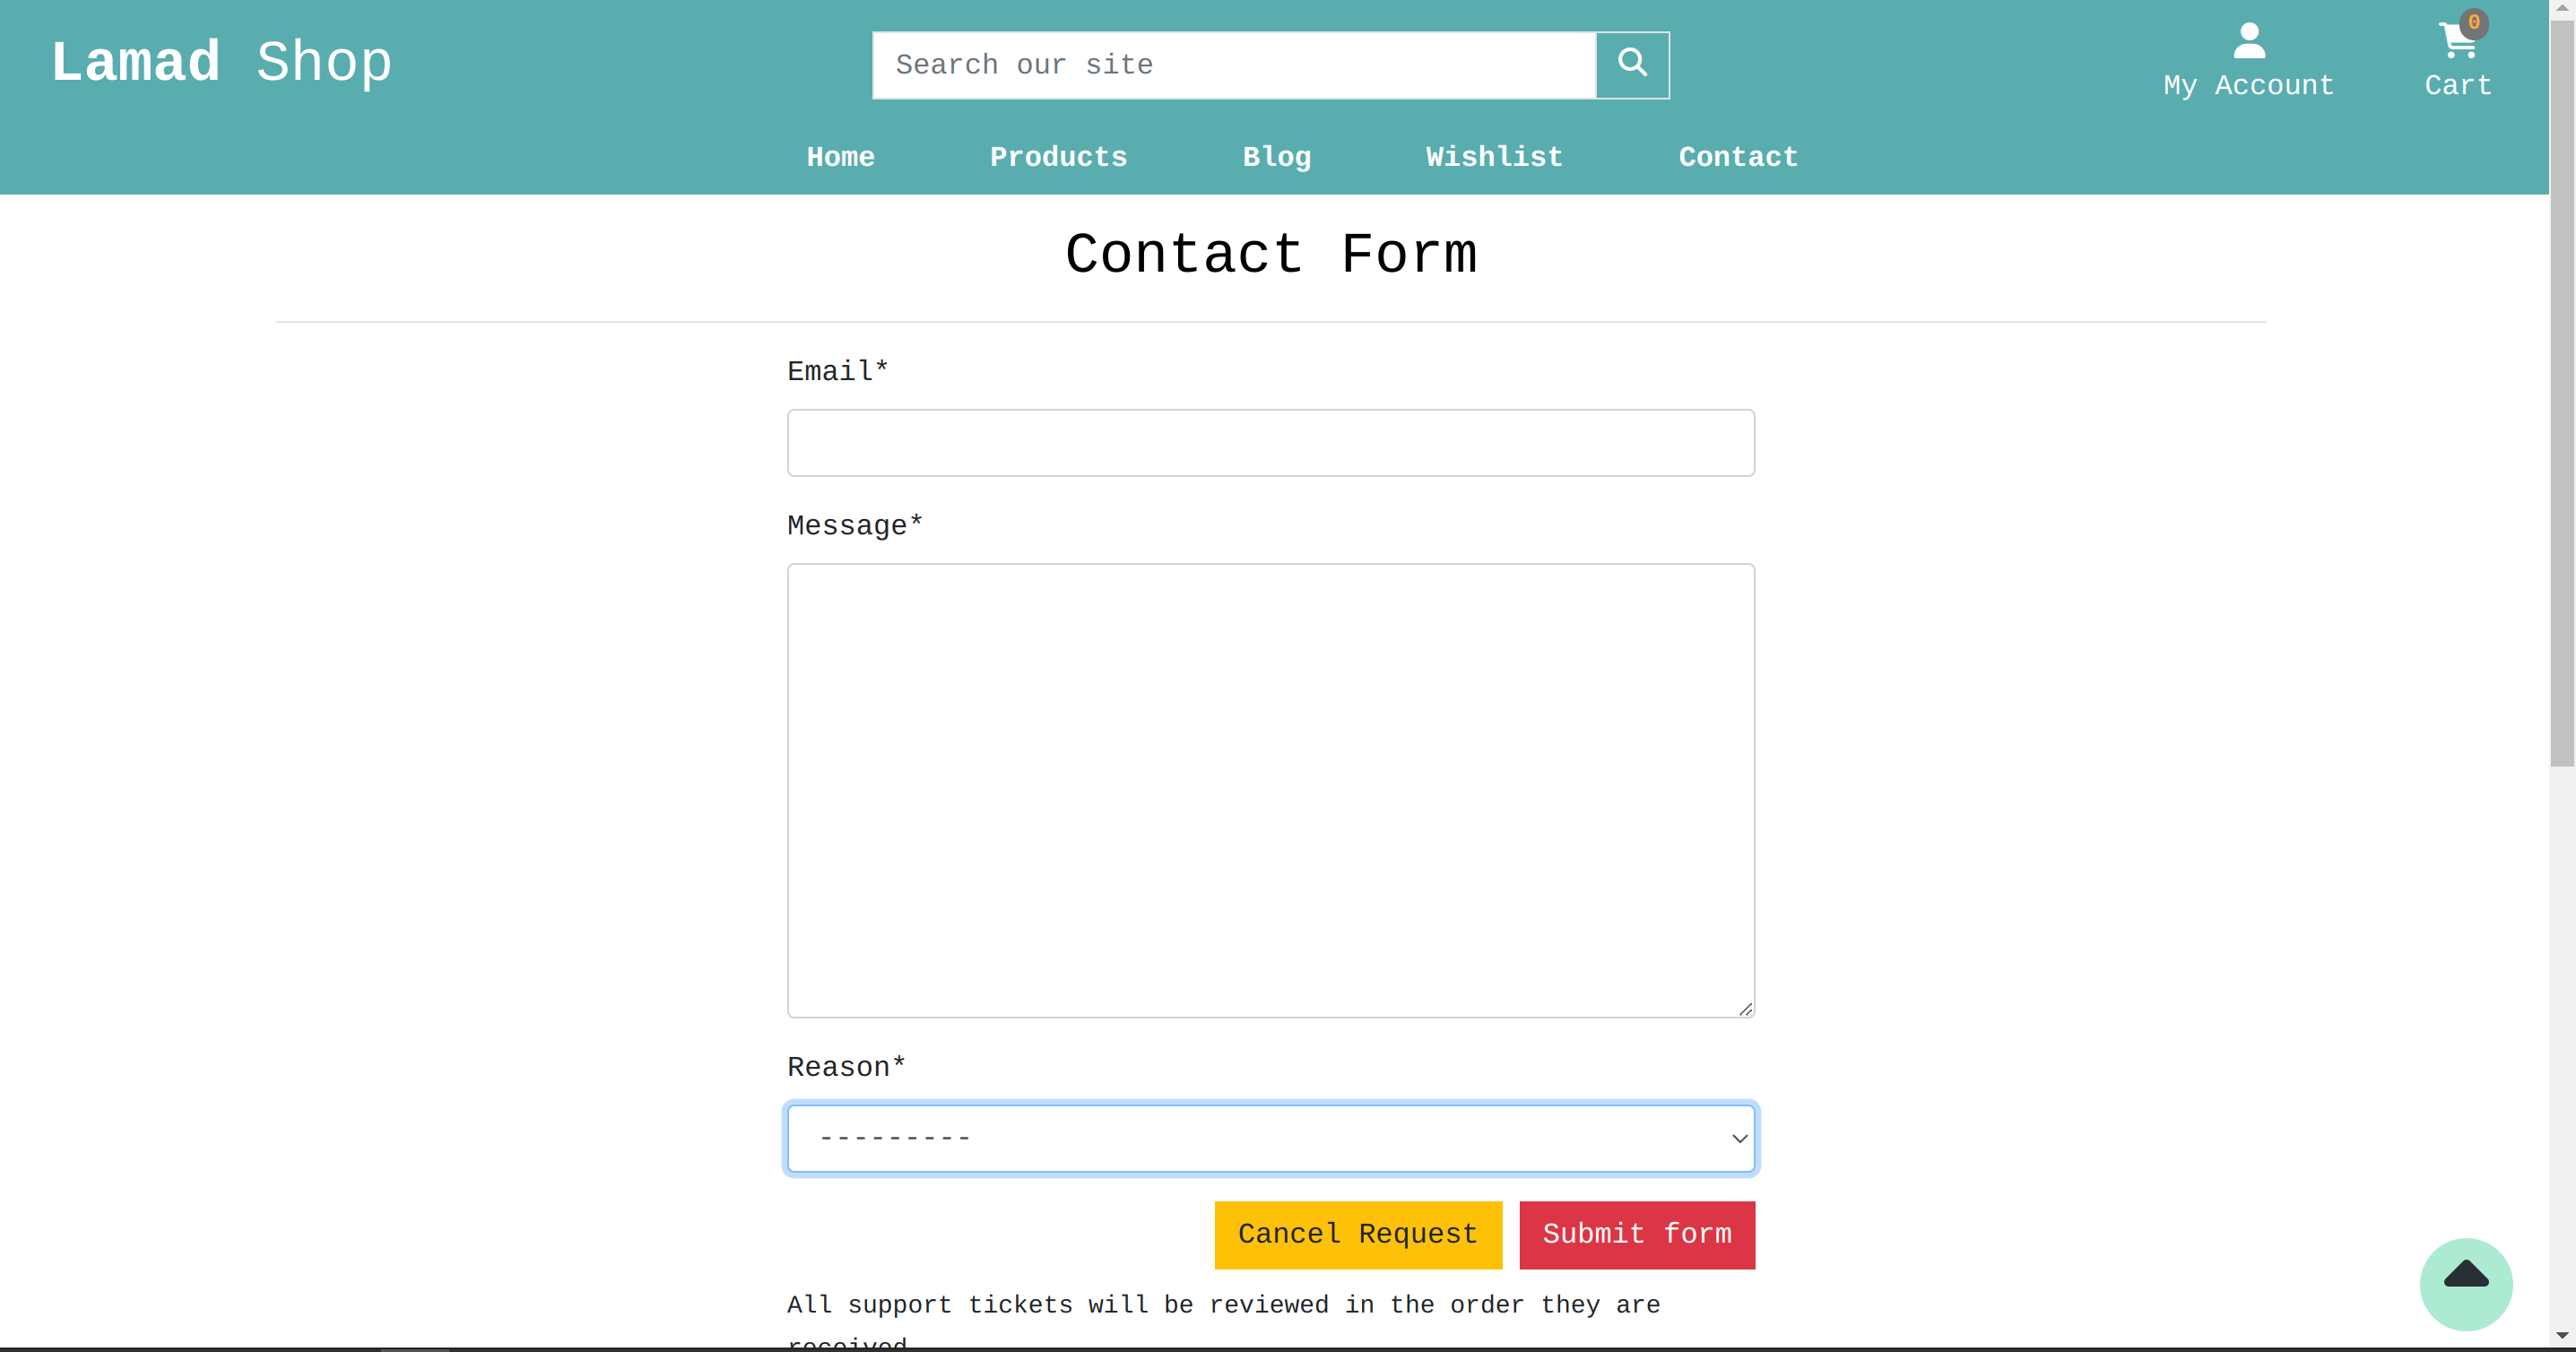 Lamad Shop
Search our site
0
My Account
Cart
Home
Products
Blog
Wishlist
Contact
Contact Form
Email*
Message*
Reason*
---------
Cancel Request
Submit form
All support tickets will be reviewed in the order they are
received